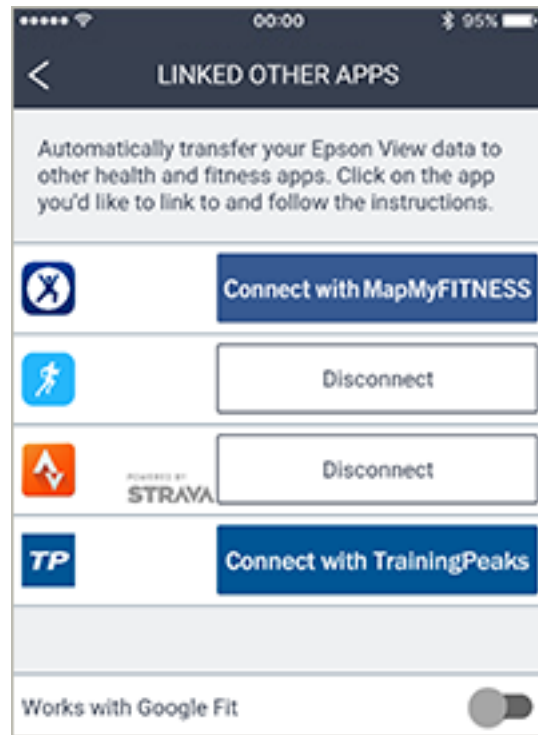 00:00
95%
LINKED OTHER APPS
Automatically transfer your Epson View data to
other health and fitness apps. Click on the app
you'd like to link to and follow the instructions.
Connect with MapMyFITNESS
Disconnect
POWERED BY
STRAVA
Disconnect
TP
Connect with TrainingPeaks
Works with Google Fit